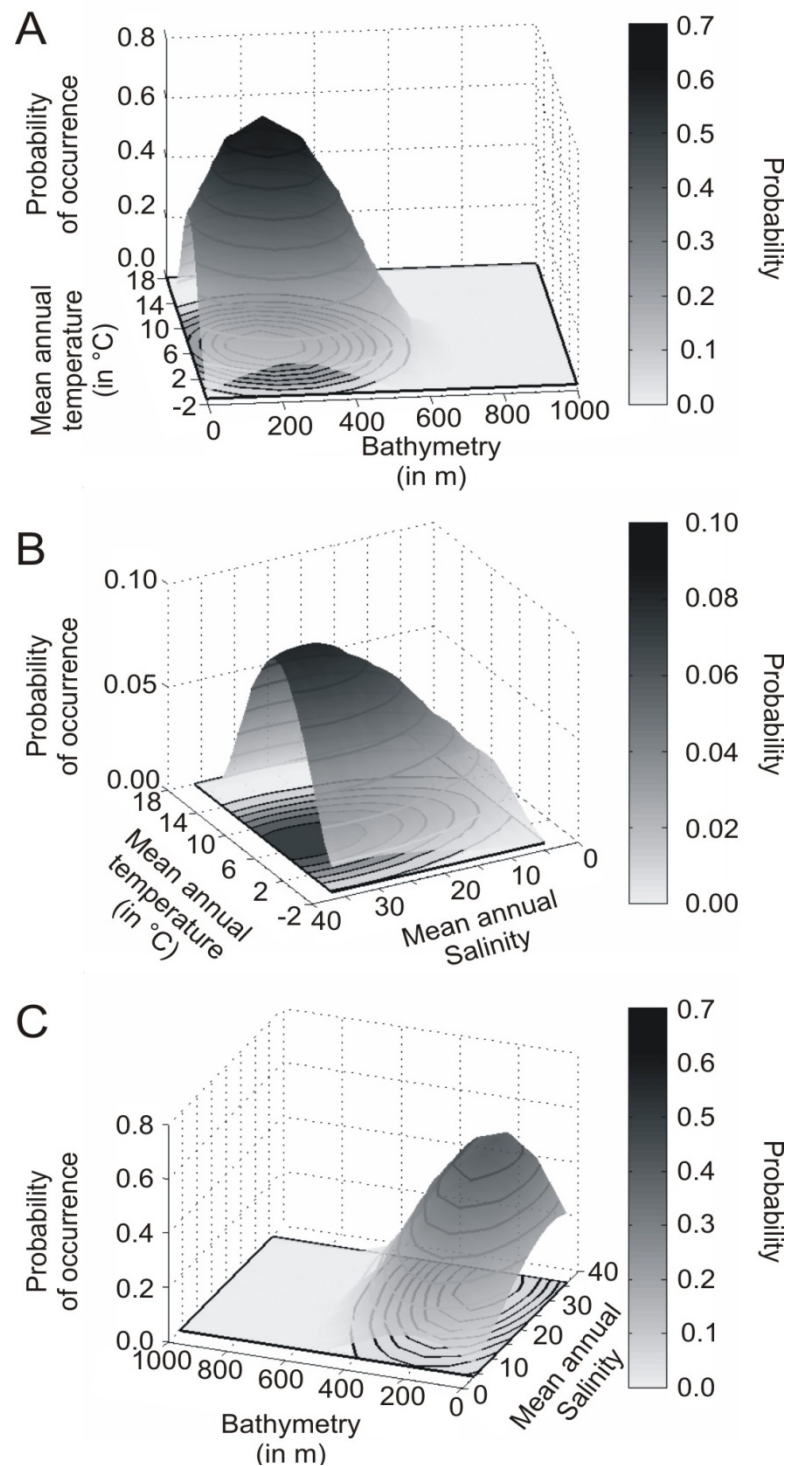 A
Probability
of occurrence
0.8
0.6
0.4
0.2
0.0
Mean annual
temperature
(in °C)
18
14
10
6
2
-2
0
200
400
600
800
1000
Bathymetry
(in m)
0.7
0.6
0.5
0.4
0.3
0.2
0.1
0.0
Probability
B
Probability
of occurrence
0.10
0.05
0.00
18
14
10
6
2
-2
Mean annual
temperature
(in °C)
40
30
20
10
0
Mean annual
Salinity
0.10
0.08
0.06
0.04
0.02
0.00
Probability
C
Probability
of occurrence
0.8
0.6
0.4
0.2
0.0
1000
800
600
400
200
0
Bathymetry
(in m)
0
10
20
30
40
Mean annual
Salinity
0.7
0.6
0.5
0.4
0.3
0.2
0.1
0.0
Probability